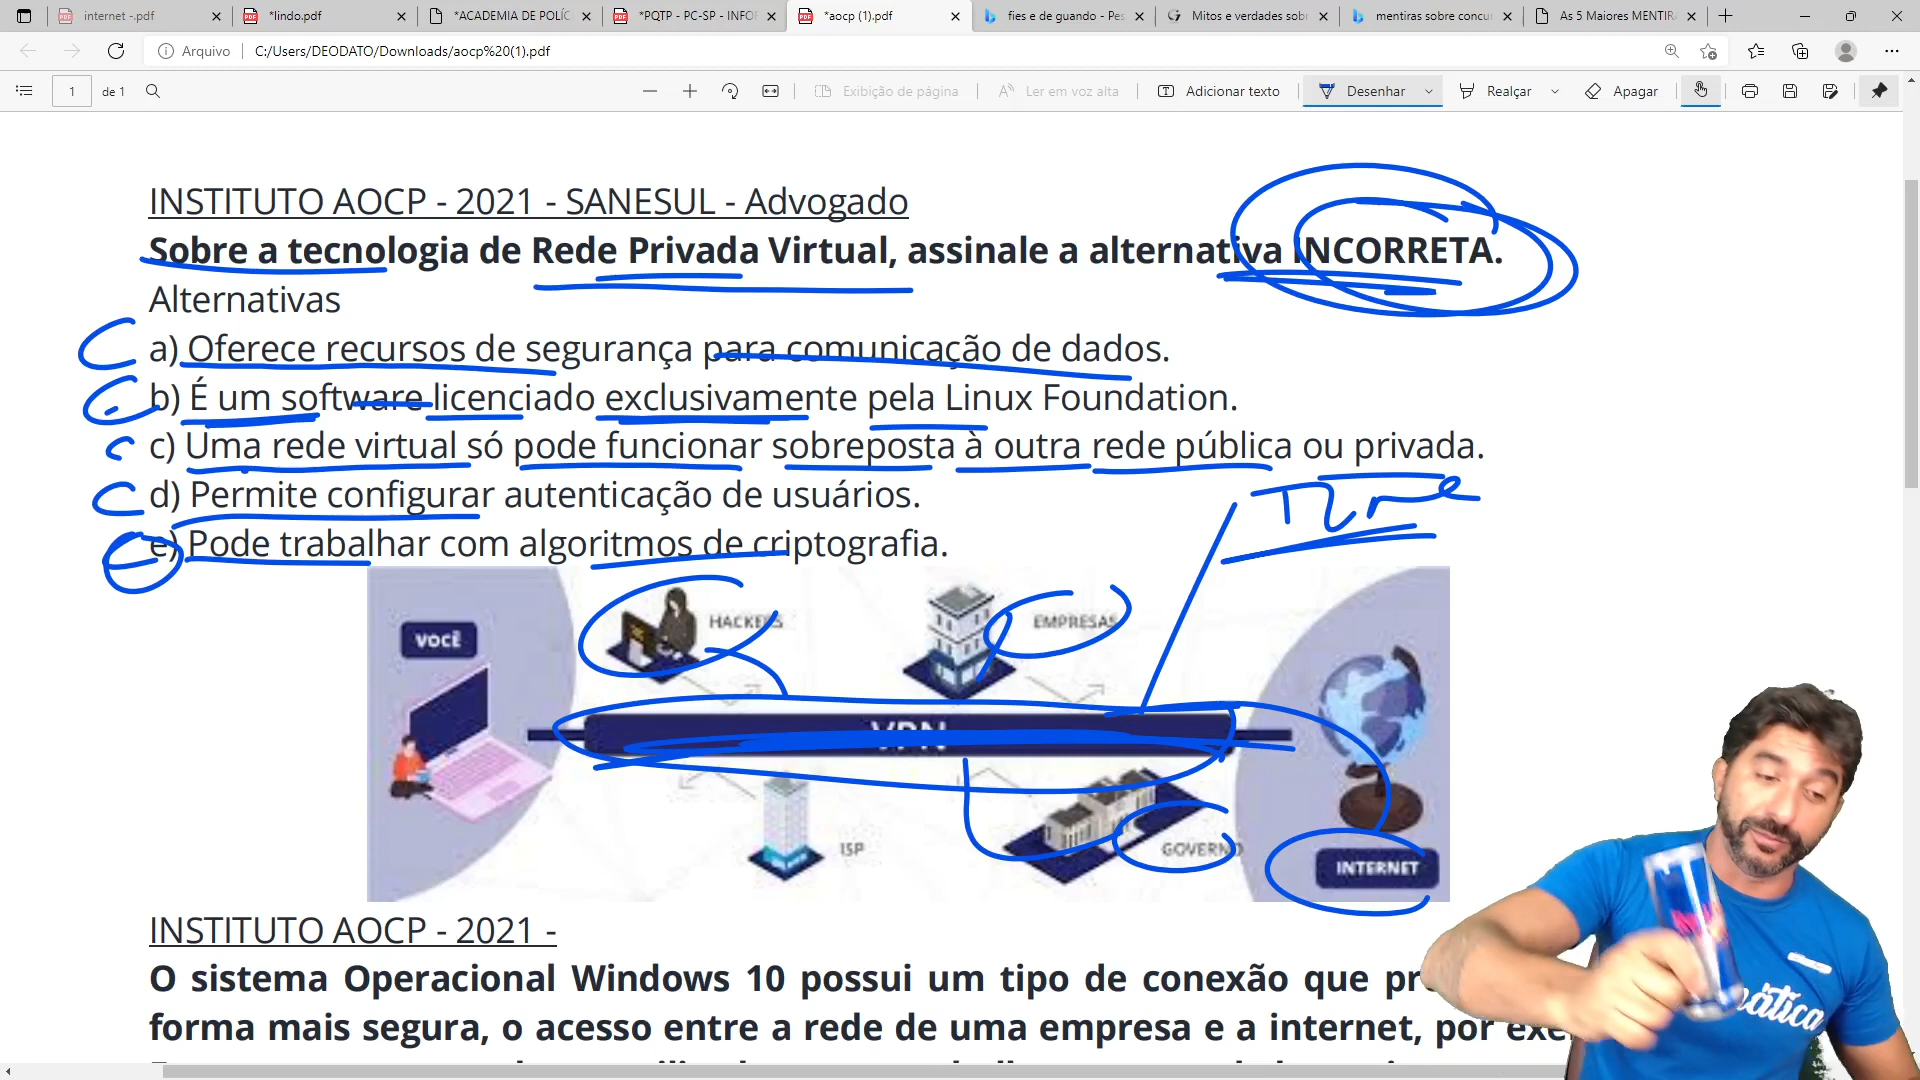 internet -.pdf
*lindo.pdf
*ACADEMIA DE POLÍC
*PQTP - PC-SP - INFOR
*aocp (1).pdf
fies e de guando - Pes
Mitos e verdades sobr
mentiras sobre concu
As 5 Maiores MENTIR
Arquivo
C:/Users/DEODATO/Downloads/aocp%20(1).pdf
1
de 1
Exibição de página
Ler em voz alta
Adicionar texto
Desenhar
Realçar
Apagar
INSTITUTO AOCP - 2021 - SANESUL - Advogado
Sobre a tecnologia de Rede Privada Virtual, assinale a alternativa INCORRETA.
Alternativas
a) Oferece recursos de segurança para comunicação de dados.
b) É um software licenciado exclusivamente pela Linux Foundation.
c) Uma rede virtual só pode funcionar sobreposta à outra rede pública ou privada.
d) Permite configurar autenticação de usuários.
e) Pode trabalhar com algoritmos de criptografia.
VOCÊ
HACKERS
EMPRESAS
VPN
ISP
GOVERNO
INTERNET
INSTITUTO AOCP - 2021 -
O sistema Operacional Windows 10 possui um tipo de conexão que
forma mais segura, o acesso entre a rede de uma empresa e a internet, por